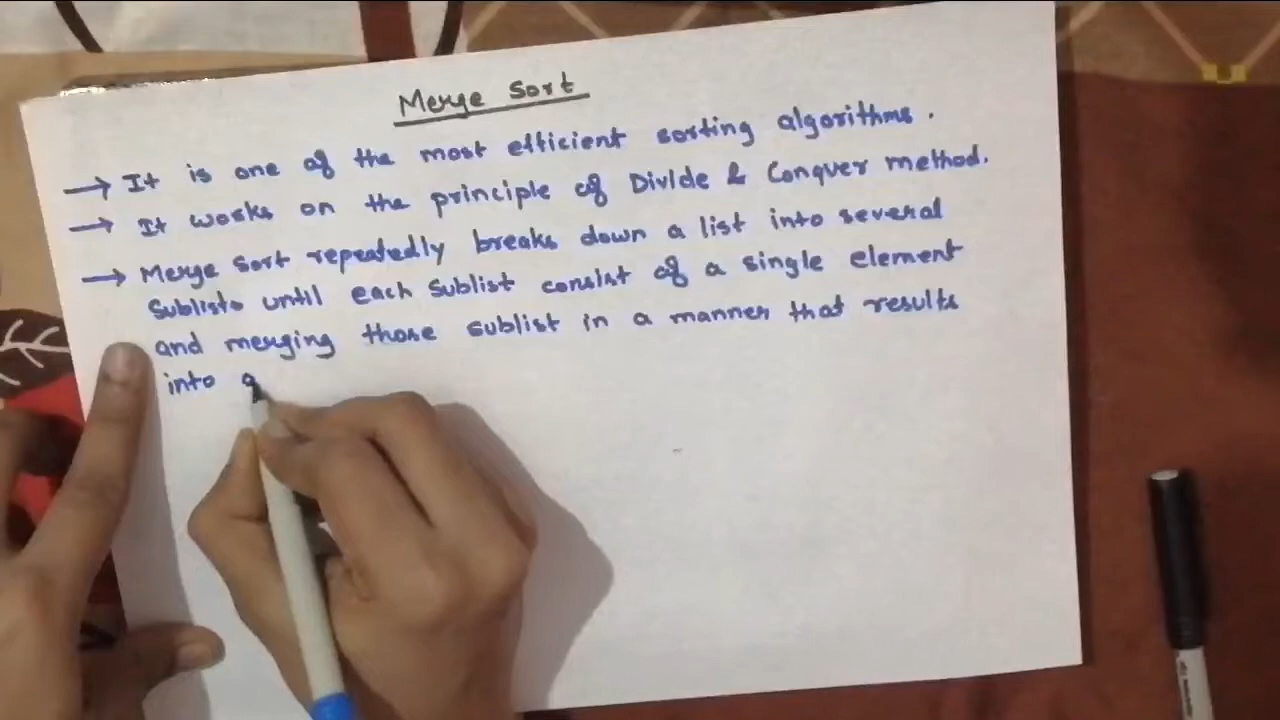 Merge Sort
→ It is one of the most efficient sorting algorithms.
→ It works on the principle of Divide & Conquer method.
→ Merge Sort repeatedly breaks down a list into several
Sublists until each Sublist consist of a single element
and merging those sublist in a manner that results
into a